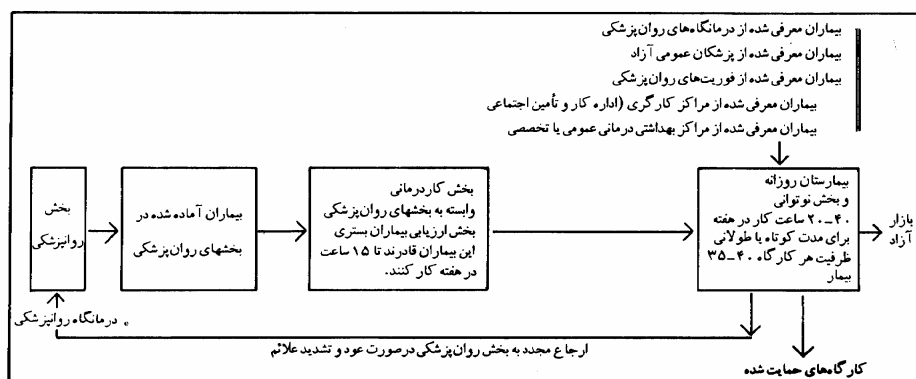 بیماران معرفی شده از درمانگاه‌های روان‌پزشکی
بیماران معرفی شده از پزشکان عمومی آزاد
بیماران معرفی شده از فوریت‌های روان‌پزشکی
بیماران معرفی شده از مراکز کارگری (اداره کار و تأمین اجتماعی
بیماران معرفی شده از مراکز بهداشتی درمانی عمومی یا تخصصی
بخش
روانپزشکی
بیماران آماده شده در
بخشهای روان‌پزشکی
بخش کاردرمانی
وابسته به بخشهای روان‌پزشکی
بخش ارزیابی بیماران بستری
این بیماران قادرند تا ۱۵ ساعت
در هفته کار کنند.
بیمارستان روزانه
و بخش نوتوانی
۲۰-۴۰ ساعت کار در هفته
برای مدت کوتاه یا طولانی
ظرفیت هر کارگاه ۴۰-۳۵
بیمار
بازار
آزاد
درمانگاه روانپزشکی
ارجاع مجدد به بخش روان‌پزشکی درصورت عود و تشدید علائم
کارگاه‌های حمایت شده